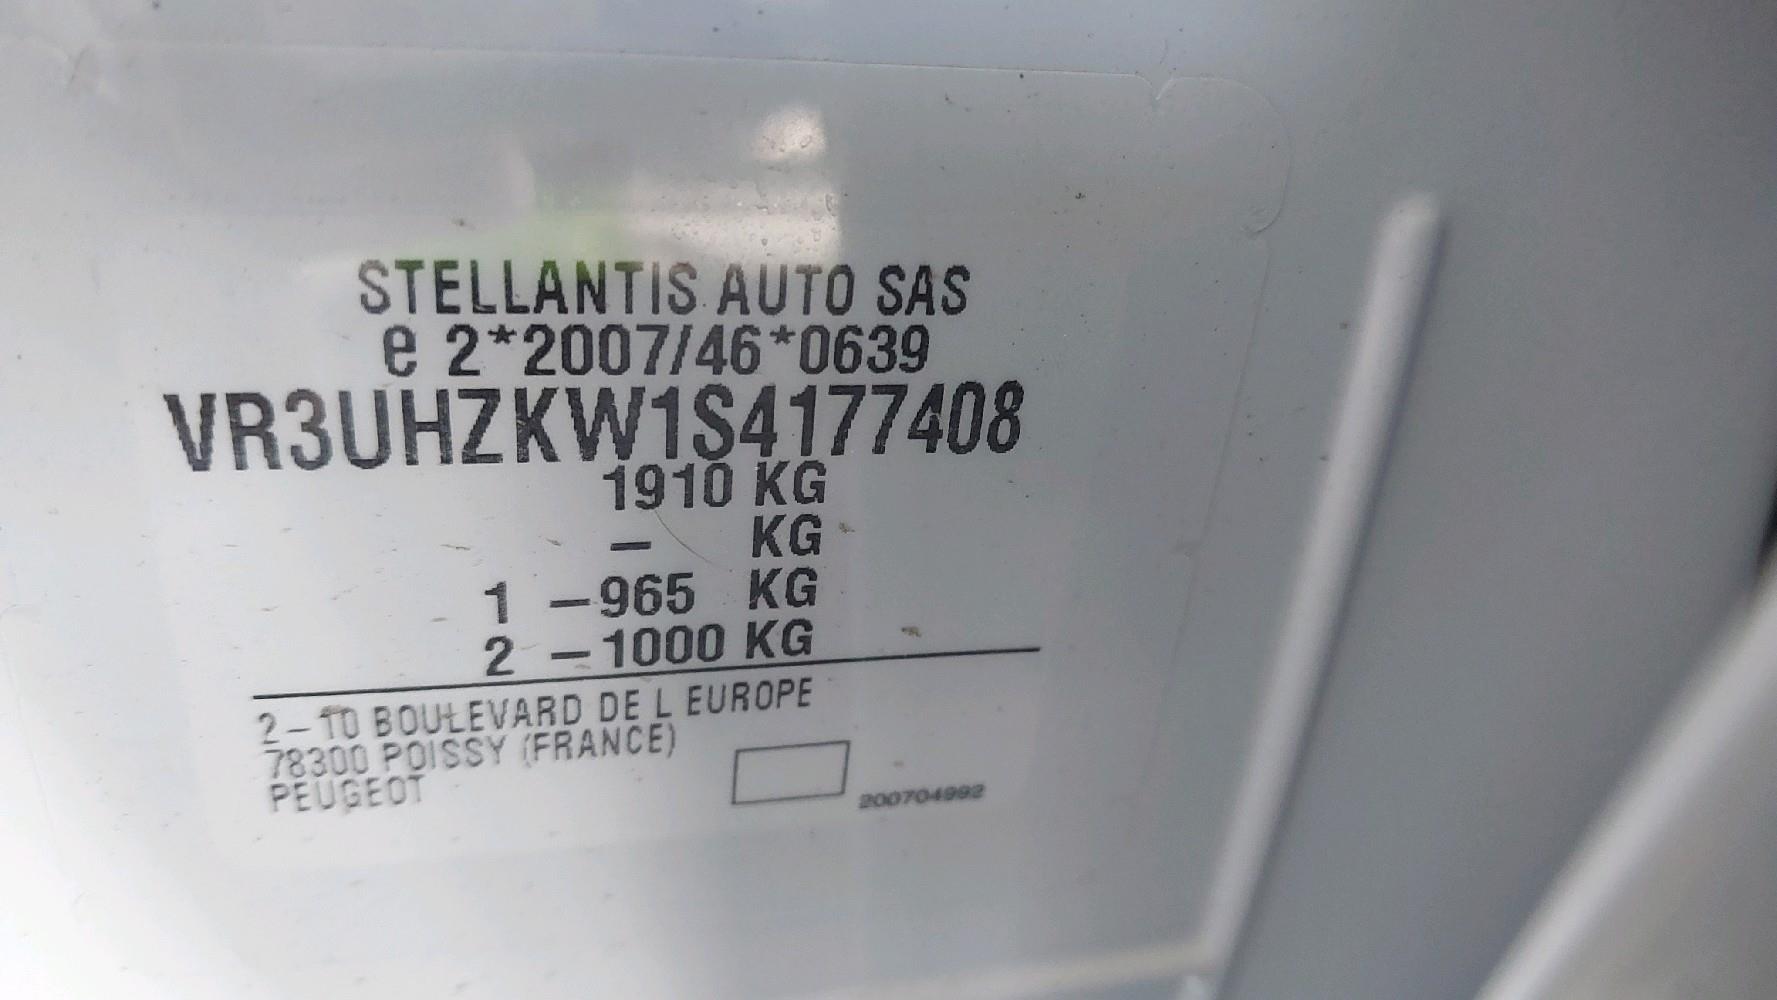 STELLANTIS AUTO SAS
e 2*2007/46*0639
VR3UHZKW1S4177408
1910 KG
- KG
1 -965 KG
2 -1000 KG
2-10 BOULEVARD DE L EUROPE
78300 POISSY (FRANCE)
PEUGEOT
200704992